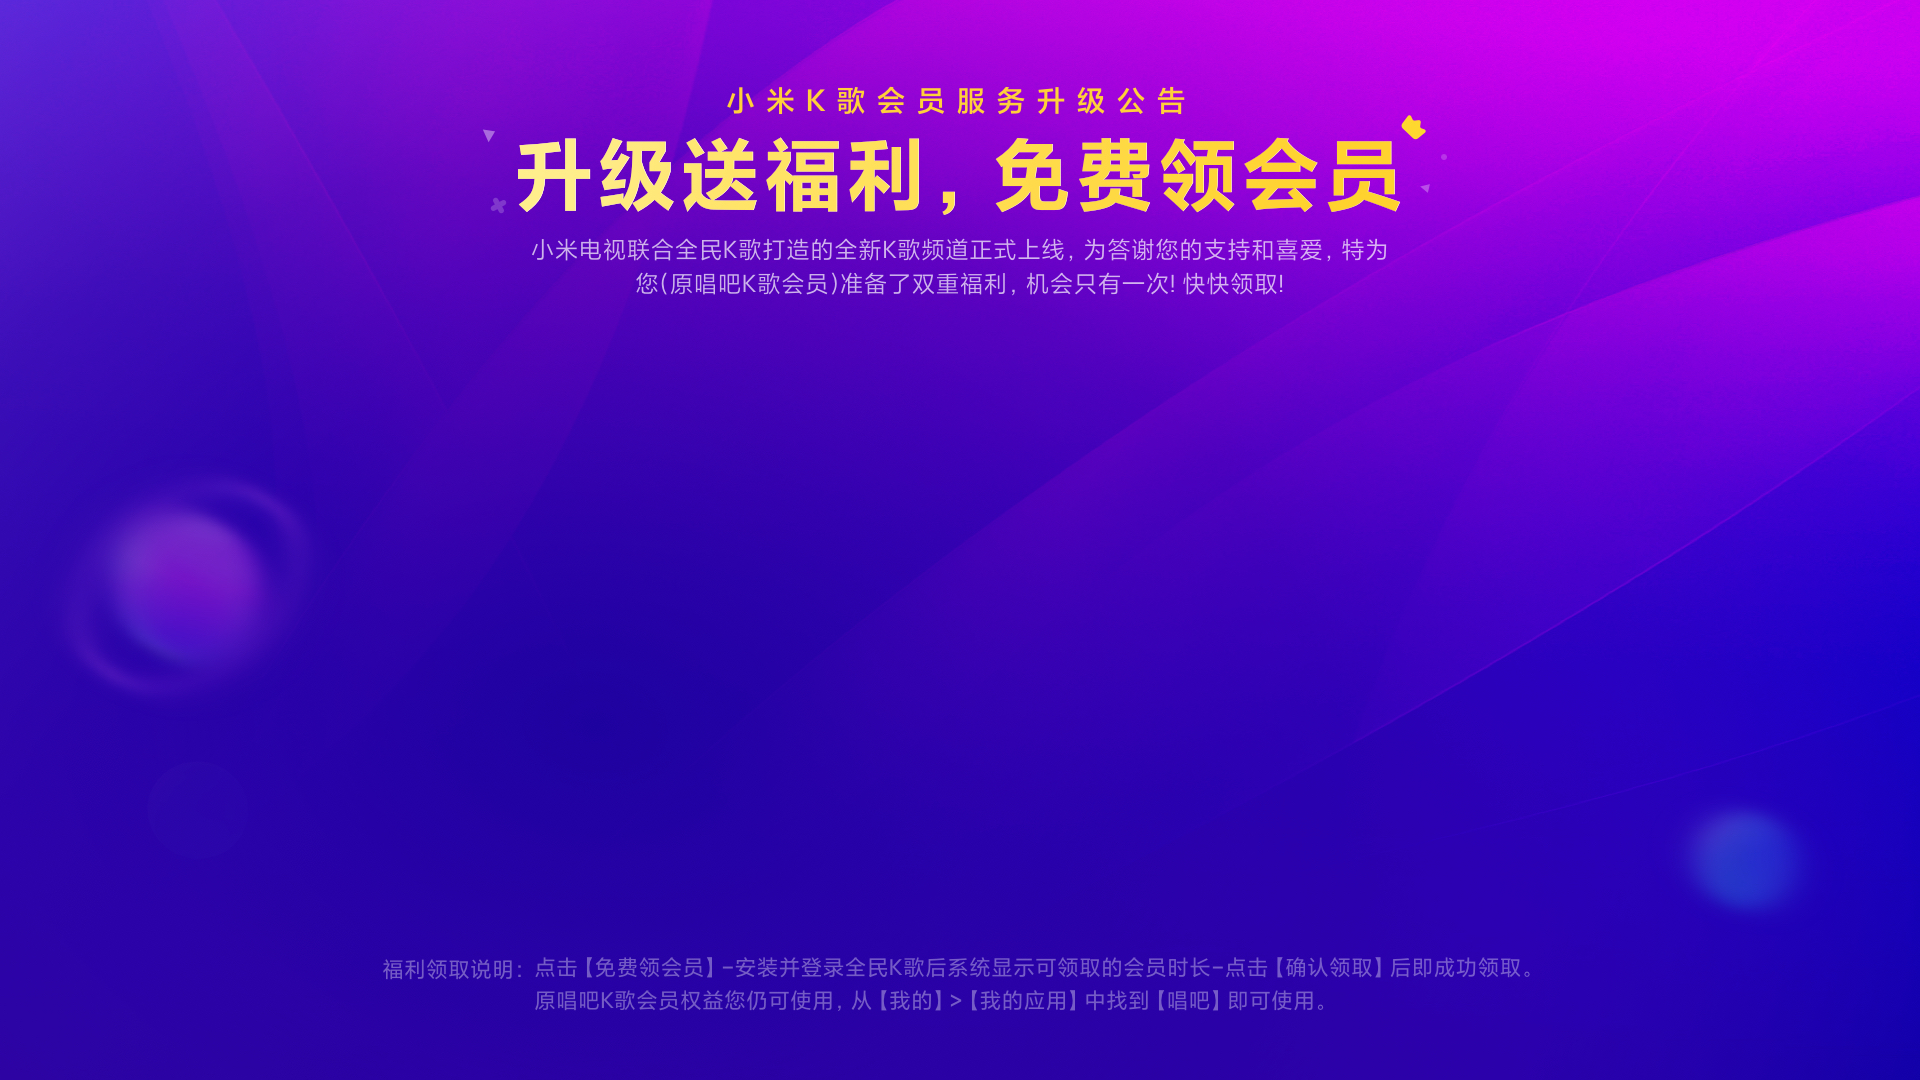 小米K歌会员服务升级公告
升级送福利，免费领会员
小米电视联合全民K歌打造的全新K歌频道正式上线，为答谢您的支持和喜爱，特为
您(原唱吧K歌会员)准备了双重福利，机会只有一次! 快快领取!
福利领取说明：点击【免费领会员】-安装并登录全民K歌后系统显示可领取的会员时长-点击【确认领取】后即成功领取。
原唱吧K歌会员权益您仍可使用，从【我的】>【我的应用】中找到【唱吧】即可使用。